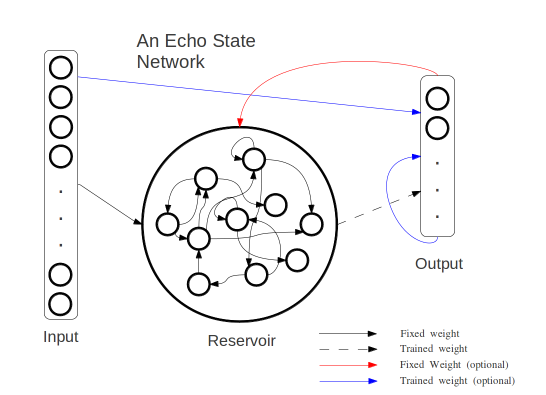 An Echo State
Network
Input
Reservoir
Output
Fixed weight
Trained weight
Fixed Weight (optional)
Trained weight (optional)